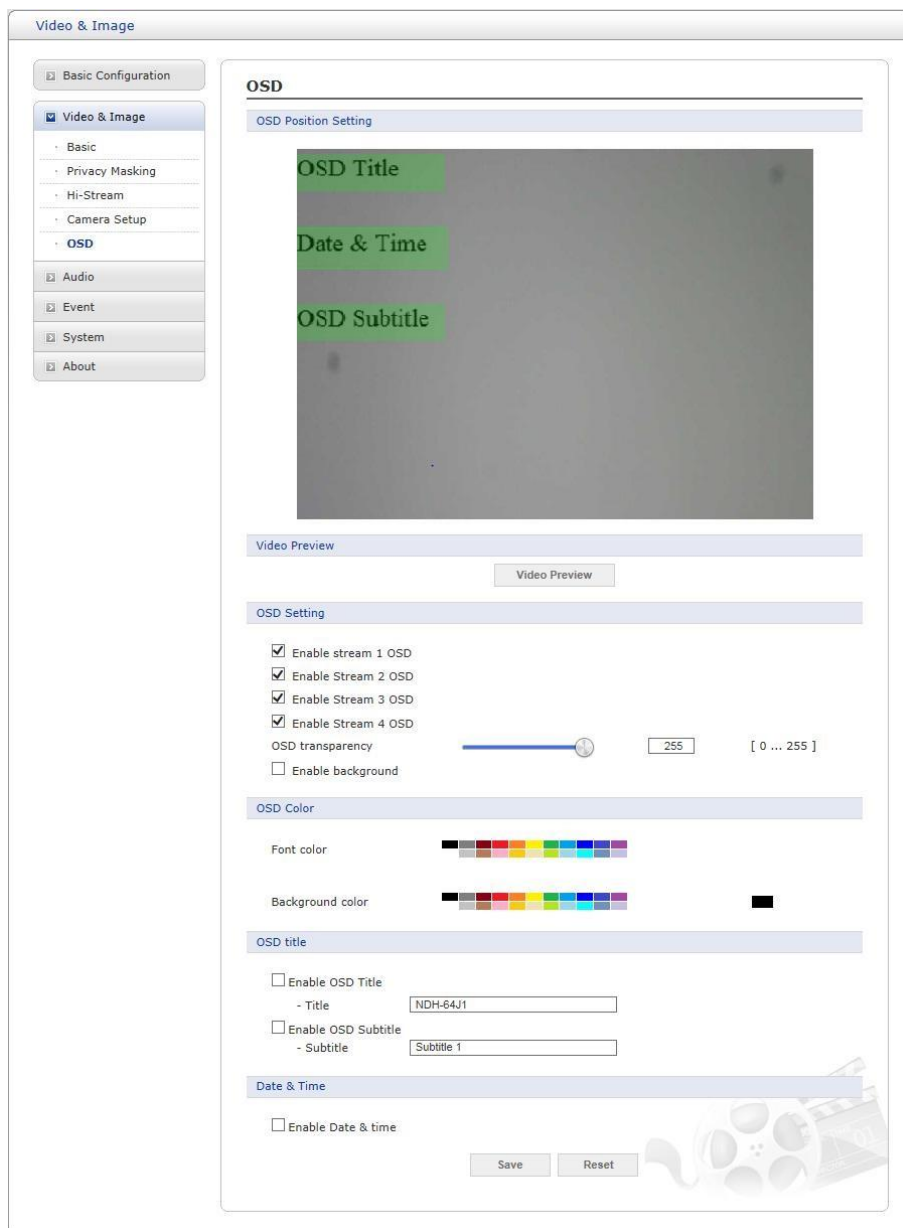 Video & Image
Basic Configuration
Video & Image
Basic
Privacy Masking
Hi-Stream
Camera Setup
OSD
Audio
Event
System
About
OSD
OSD Position Setting
OSD Title
Date & Time
OSD Subtitle
Video Preview
Video Preview
OSD Setting
Enable stream 1 OSD
Enable Stream 2 OSD
Enable Stream 3 OSD
Enable Stream 4 OSD
OSD transparency 255 [ 0 ... 255 ]
Enable background
OSD Color
Font color
Background color
OSD title
Enable OSD Title
- Title NDH-64J1
Enable OSD Subtitle
- Subtitle Subtitle 1
Date & Time
Enable Date & time
Save Reset